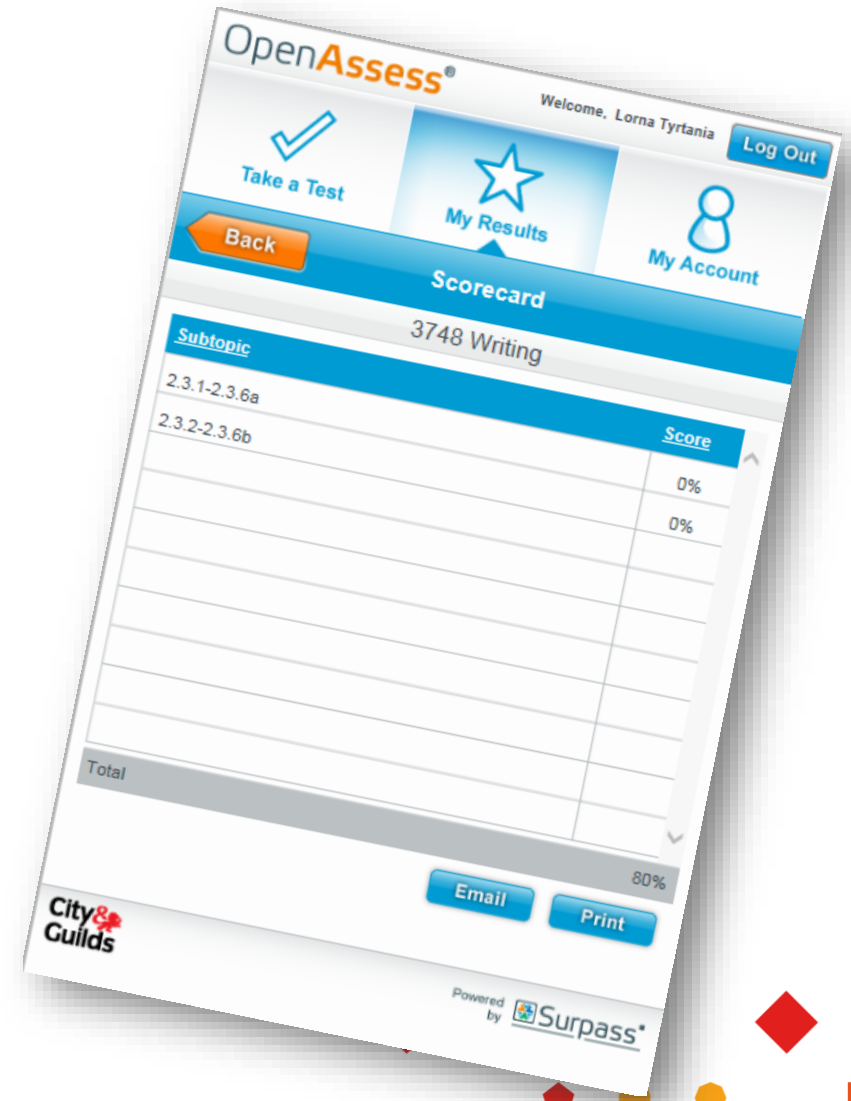 OpenAssess®
Welcome, Lorna Tyrtania
Log Out
Take a Test
My Results
My Account
Back
Scorecard
3748 Writing
Subtopic Score
2.3.1-2.3.6a 0%
2.3.2-2.3.6b 0%
Total 80%
Email Print
City&
Guilds
Powered
by Surpass